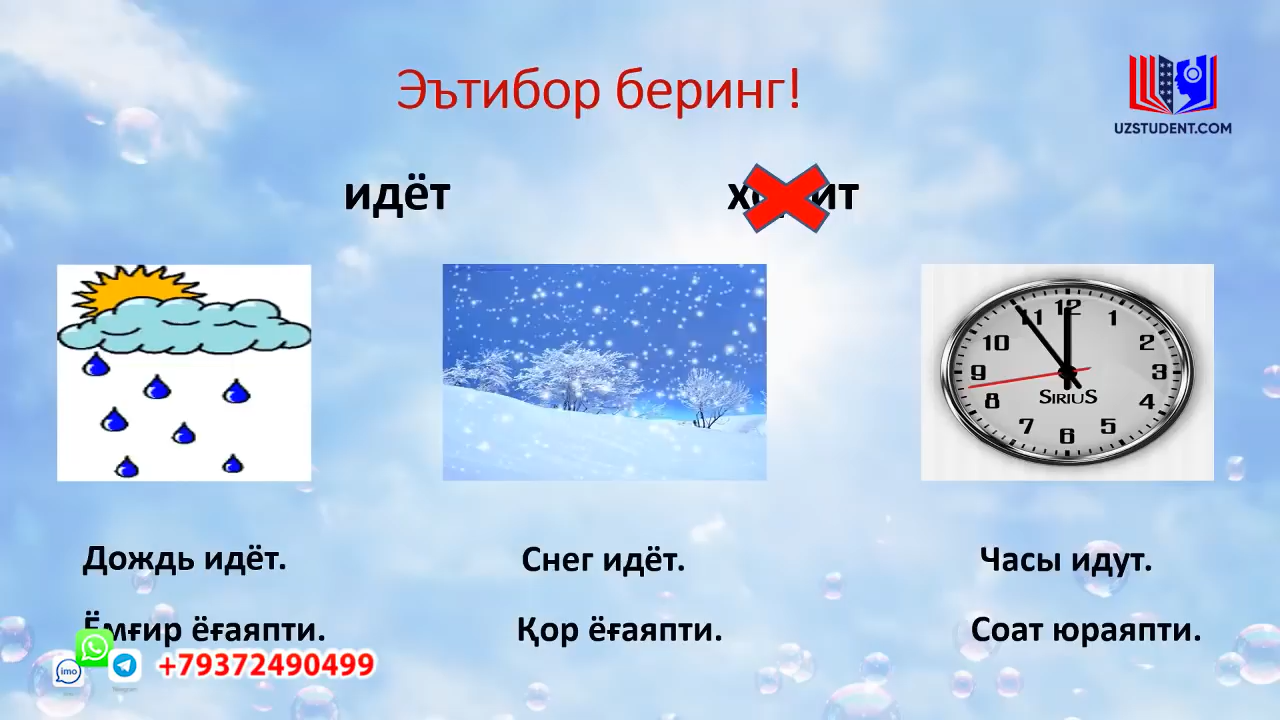 Эътибор беринг!
UZSTUDENT.COM
идёт
12 1 2 3 4 5 6 7 8 9 10 11
SIRIUS
Дождь идёт. Снег идёт. Часы идут.
Ёмғир ёғаяпти. Қор ёғаяпти. Соат юраяпти.
imo
+79372490499